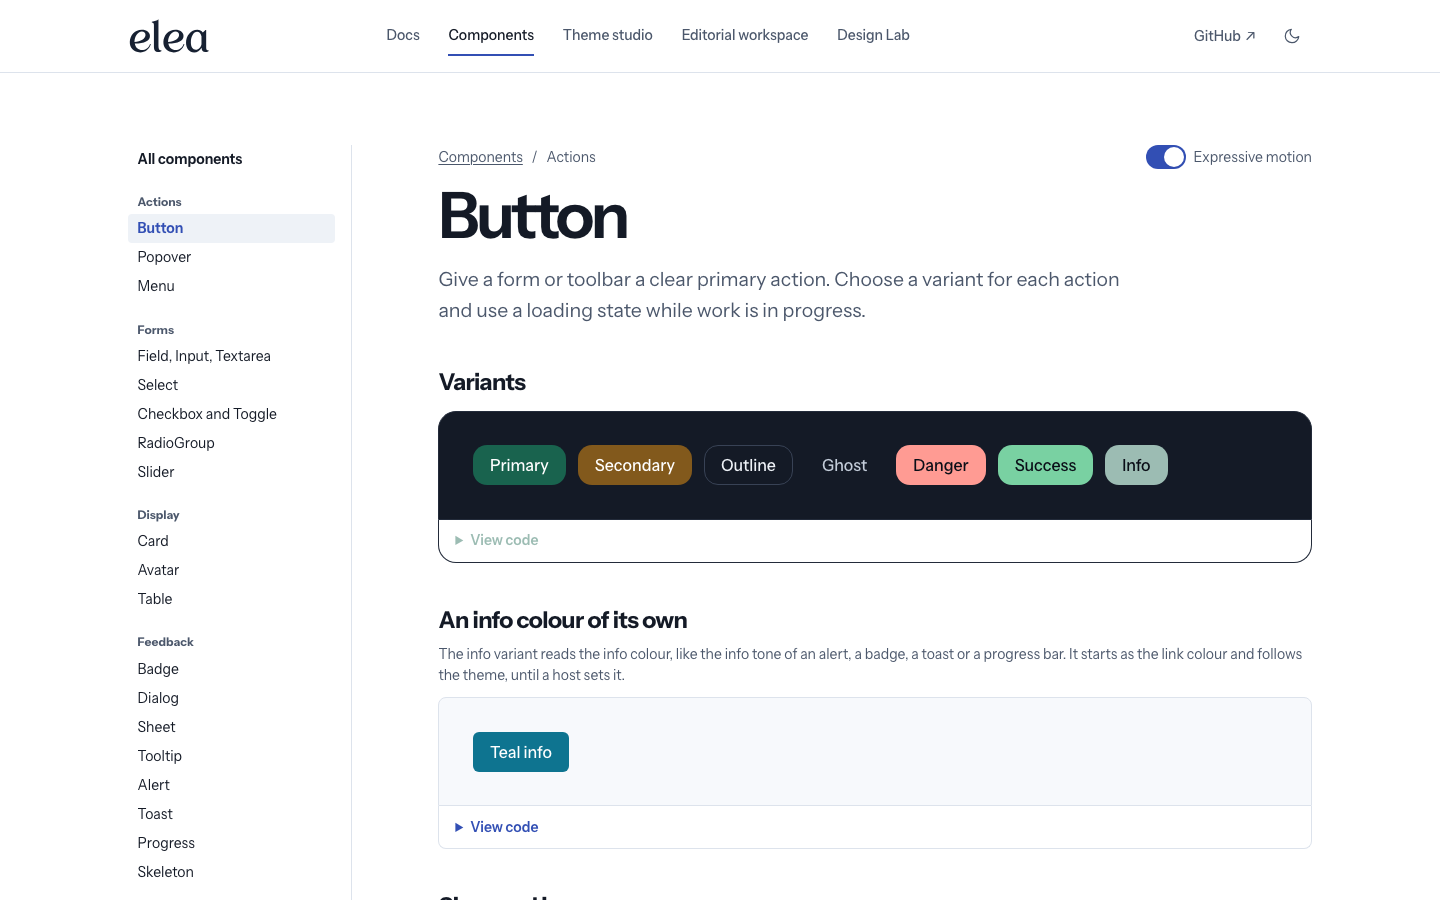 elea
Docs
Components
Theme studio
Editorial workspace
Design Lab
GitHub ↗
All components
Actions
Button
Popover
Menu
Forms
Field, Input, Textarea
Select
Checkbox and Toggle
RadioGroup
Slider
Display
Card
Avatar
Table
Feedback
Badge
Dialog
Sheet
Tooltip
Alert
Toast
Progress
Skeleton
Components / Actions
Expressive motion
Button
Give a form or toolbar a clear primary action. Choose a variant for each action
and use a loading state while work is in progress.
Variants
Primary
Secondary
Outline
Ghost
Danger
Success
Info
View code
An info colour of its own
The info variant reads the info colour, like the info tone of an alert, a badge, a toast or a progress bar. It starts as the link colour and follows
the theme, until a host sets it.
Teal info
View code